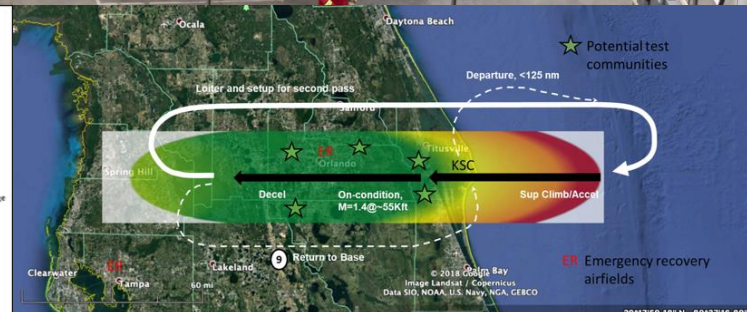 Ocala
Daytona Beach
Potential test
communities
Departure, <125 nm
Loiter and setup for second pass
Sanford
Titusville
ER
Orlando
KSC
Spring Hill
Decel
On-condition,
M=1.4@~55Kft
Sup Climb/Accel
9 Return to Base
Lakeland
Clearwater
ER
Tampa
60 mi
© 2018 Google
Image Landsat / Copernicus
Data SIO, NOAA, U.S. Navy, NGA, GEBCO
Palm Bay
ER Emergency recovery
airfields